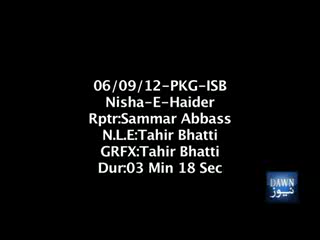 06/09/12-PKG-ISB
Nisha-E-Haider
Rptr:Sammar Abbass
N.L.E:Tahir Bhatti
GRFX:Tahir Bhatti
Dur:03 Min 18 Sec
DAWN
نیوز